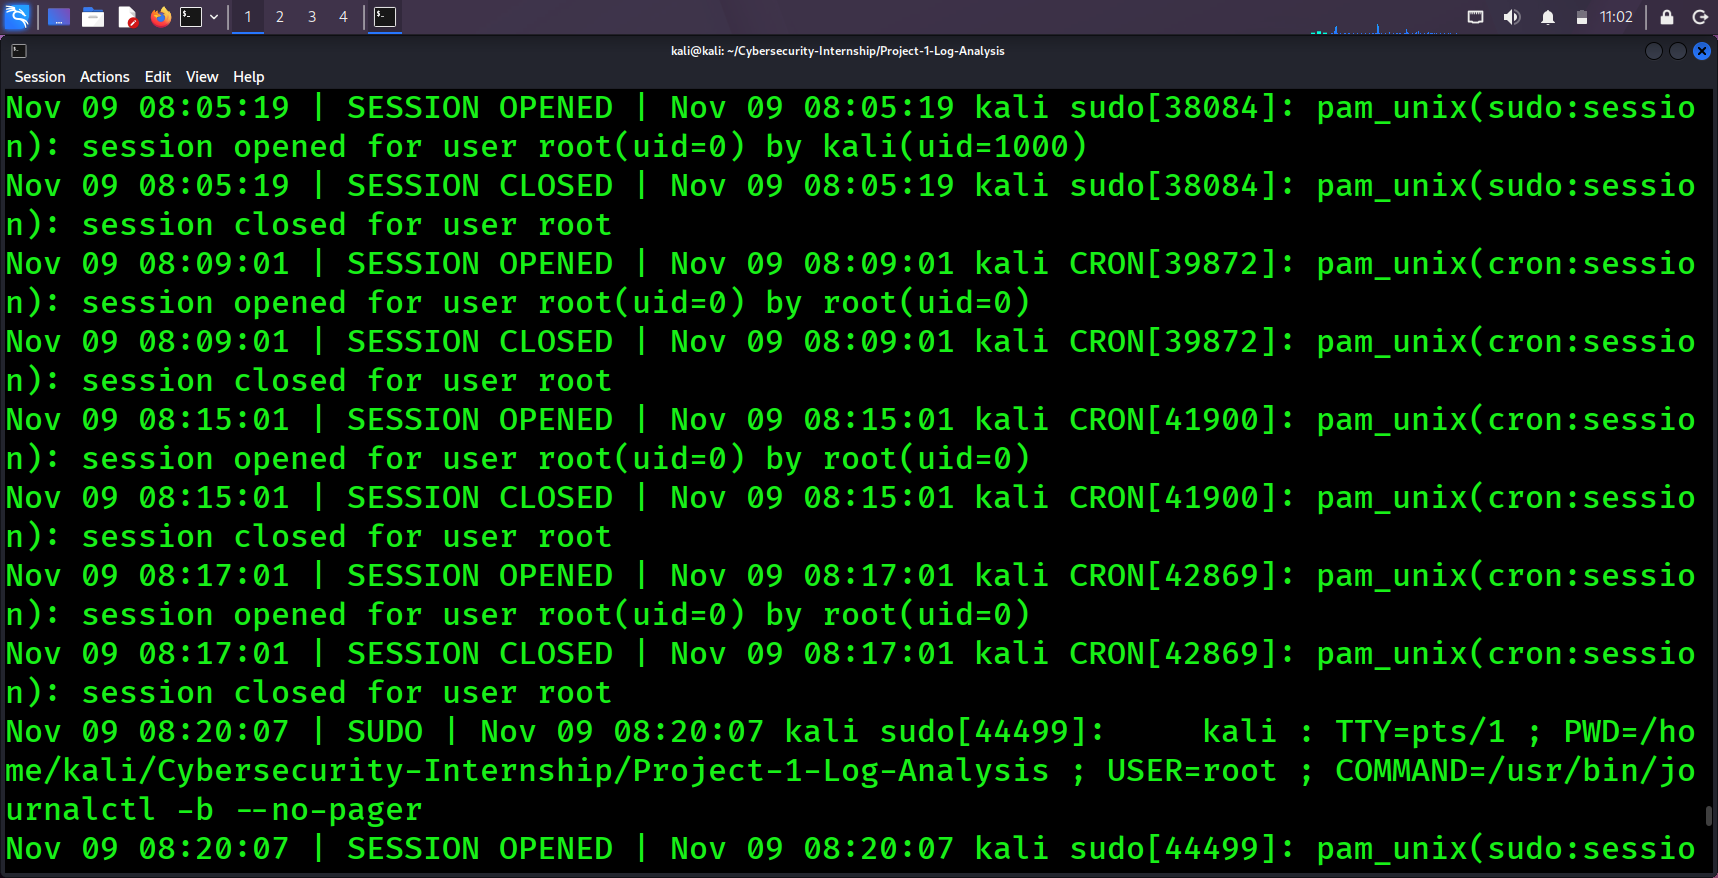 1 2 3 4 11:02
kali@kali: ~/Cybersecurity-Internship/Project-1-Log-Analysis
Session Actions Edit View Help
Nov 09 08:05:19 | SESSION OPENED | Nov 09 08:05:19 kali sudo[38084]: pam_unix(sudo:sessio
n): session opened for user root(uid=0) by kali(uid=1000)
Nov 09 08:05:19 | SESSION CLOSED | Nov 09 08:05:19 kali sudo[38084]: pam_unix(sudo:sessio
n): session closed for user root
Nov 09 08:09:01 | SESSION OPENED | Nov 09 08:09:01 kali CRON[39872]: pam_unix(cron:sessio
n): session opened for user root(uid=0) by root(uid=0)
Nov 09 08:09:01 | SESSION CLOSED | Nov 09 08:09:01 kali CRON[39872]: pam_unix(cron:sessio
n): session closed for user root
Nov 09 08:15:01 | SESSION OPENED | Nov 09 08:15:01 kali CRON[41900]: pam_unix(cron:sessio
n): session opened for user root(uid=0) by root(uid=0)
Nov 09 08:15:01 | SESSION CLOSED | Nov 09 08:15:01 kali CRON[41900]: pam_unix(cron:sessio
n): session closed for user root
Nov 09 08:17:01 | SESSION OPENED | Nov 09 08:17:01 kali CRON[42869]: pam_unix(cron:sessio
n): session opened for user root(uid=0) by root(uid=0)
Nov 09 08:17:01 | SESSION CLOSED | Nov 09 08:17:01 kali CRON[42869]: pam_unix(cron:sessio
n): session closed for user root
Nov 09 08:20:07 | SUDO | Nov 09 08:20:07 kali sudo[44499]:     kali : TTY=pts/1 ; PWD=/ho
me/kali/Cybersecurity-Internship/Project-1-Log-Analysis ; USER=root ; COMMAND=/usr/bin/jo
urnalctl -b --no-pager
Nov 09 08:20:07 | SESSION OPENED | Nov 09 08:20:07 kali sudo[44499]: pam_unix(sudo:sessio